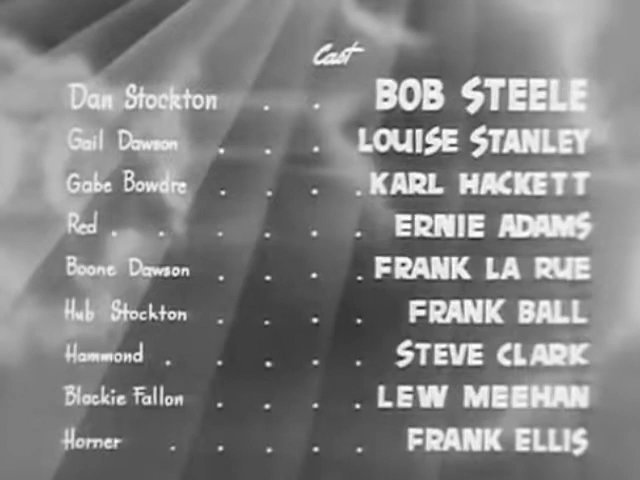 Cast
Dan Stockton . . BOB STEELE
Gail Dawson . . . LOUISE STANLEY
Gabe Bowdre . . . . KARL HACKETT
Red . . . . . . ERNIE ADAMS
Boone Dawson . . . . FRANK LA RUE
Hub Stockton . . . . FRANK BALL
Hammond . . . . . STEVE CLARK
Blackie Fallon . . . . LEW MEEHAN
Horner . . . . . FRANK ELLIS